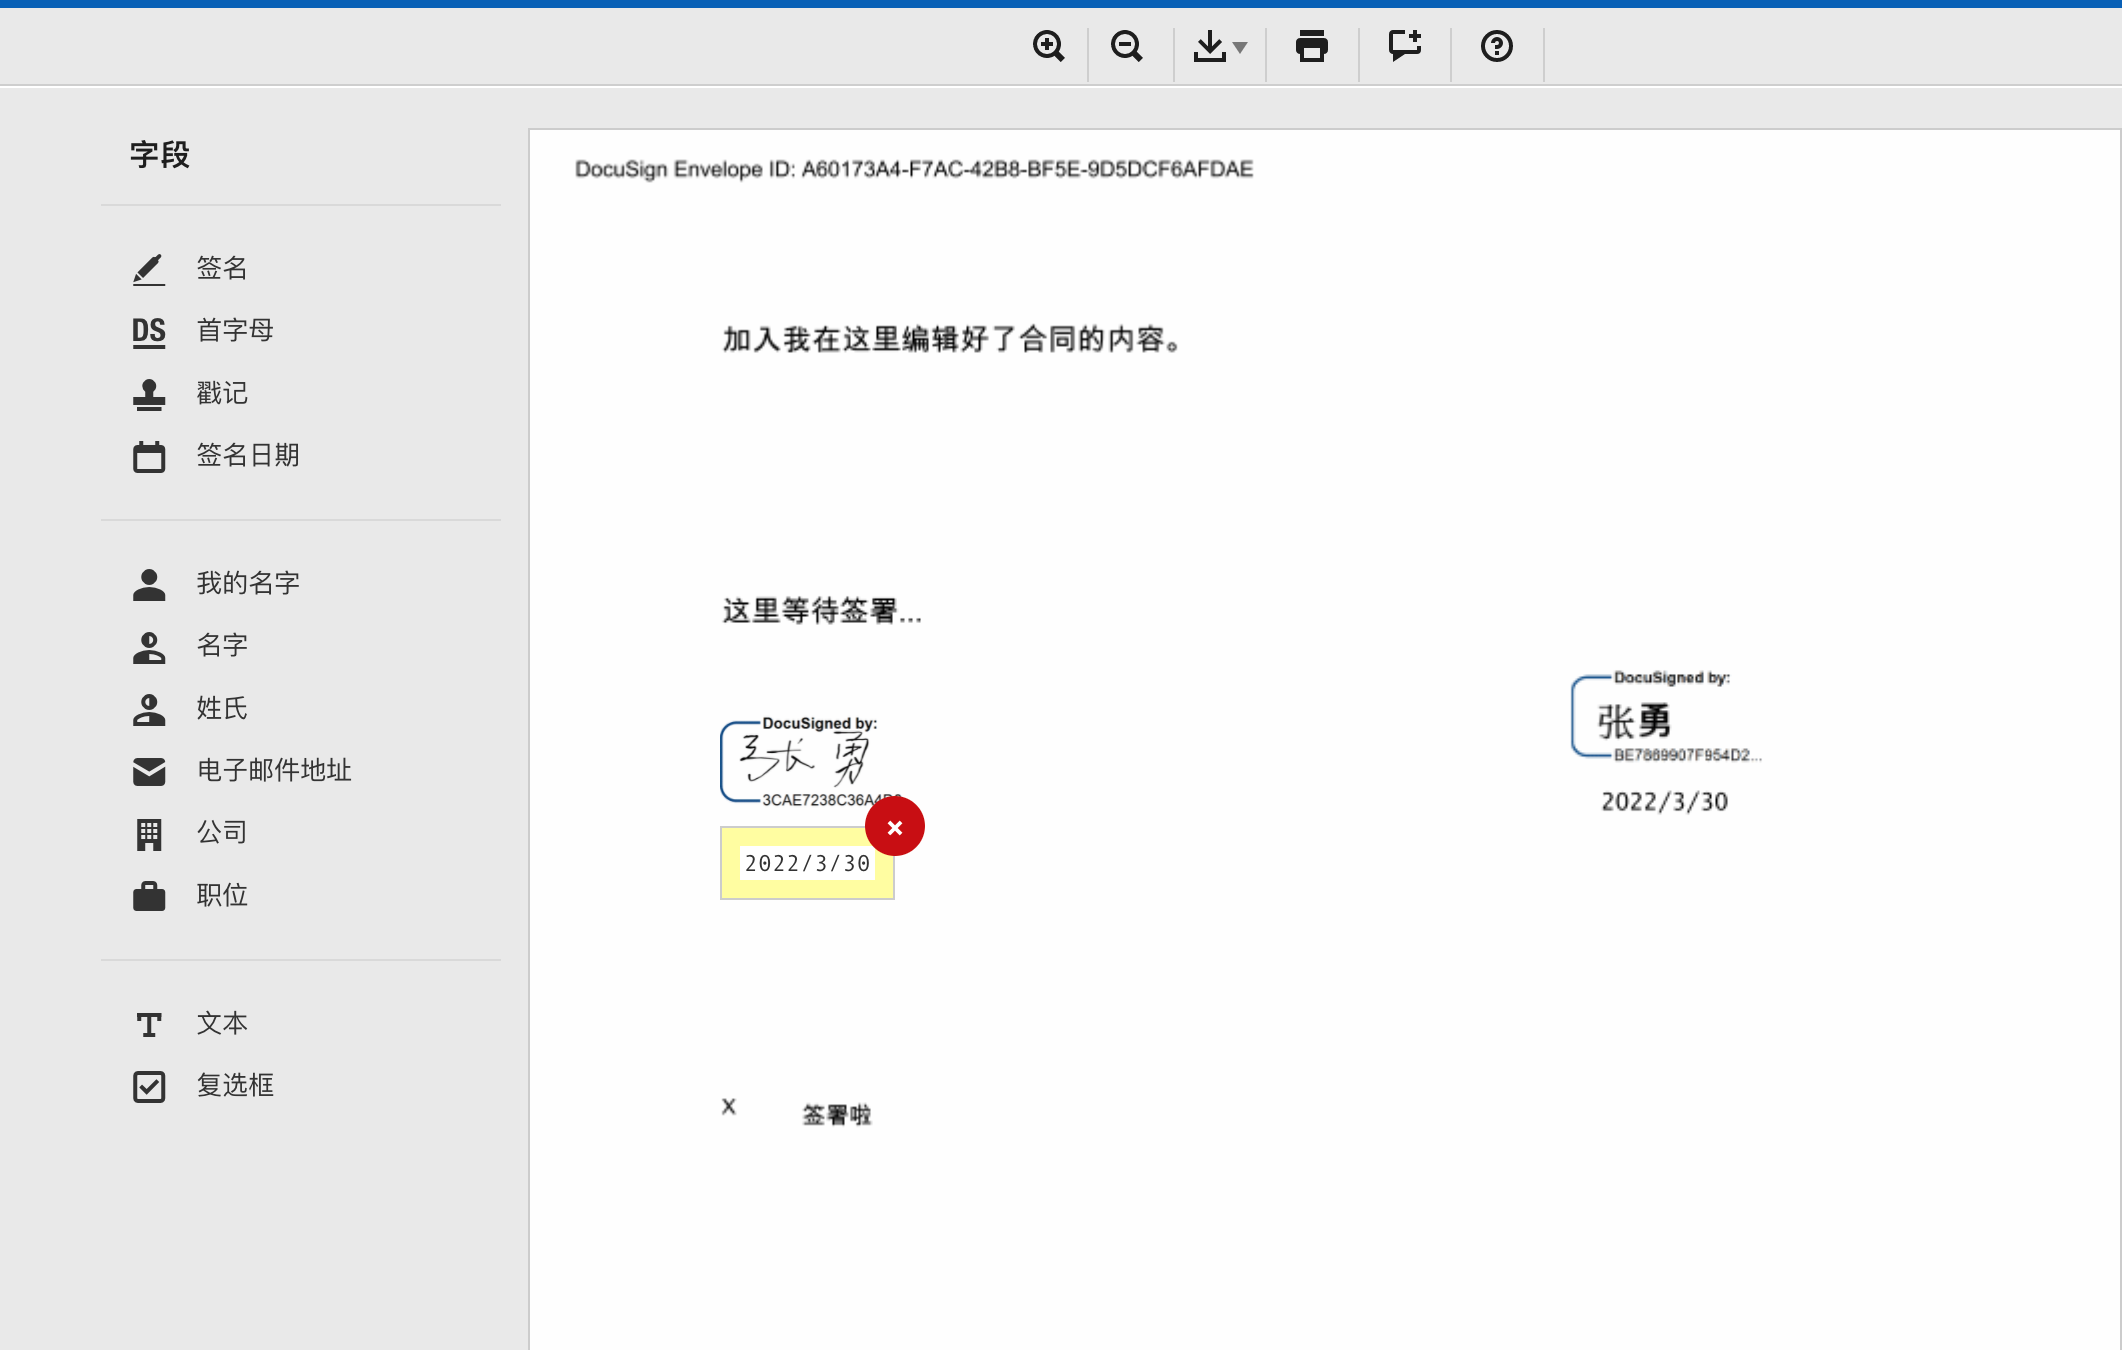 字段
签名
DS 首字母
戳记
签名日期
我的名字
名字
姓氏
电子邮件地址
公司
职位
文本
复选框
DocuSign Envelope ID: A60173A4-F7AC-42B8-BF5E-9D5DCF6AFDAE
加入我在这里编辑好了合同的内容。
这里等待签署...
DocuSigned by:
张勇
3CAE7238C36A4
2022/3/30
DocuSigned by:
张勇
BE7869907F954D2...
2022/3/30
X 签署啦